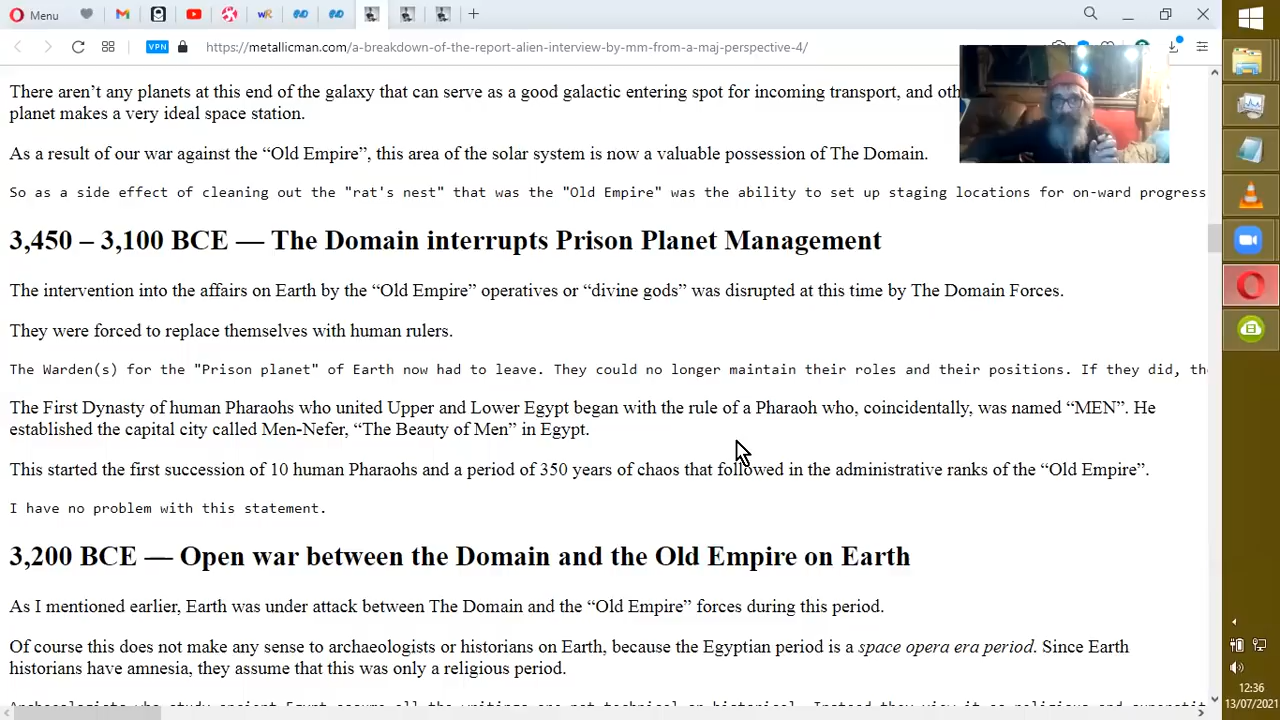 Menu
VPN
https://metallicman.com/a-breakdown-of-the-report-alien-interview-by-mm-from-a-maj-perspective-4/
There aren’t any planets at this end of the galaxy that can serve as a good galactic entering spot for incoming transport, and
planet makes a very ideal space station.
As a result of our war against the “Old Empire”, this area of the solar system is now a valuable possession of The Domain.
So as a side effect of cleaning out the "rat's nest" that was the "Old Empire" was the ability to set up staging locations for on-ward progress
3,450 – 3,100 BCE — The Domain interrupts Prison Planet Management
The intervention into the affairs on Earth by the “Old Empire” operatives or “divine gods” was disrupted at this time by The Domain Forces.
They were forced to replace themselves with human rulers.
The Warden(s) for the "Prison planet" of Earth now had to leave. They could no longer maintain their roles and their positions. If they did,
The First Dynasty of human Pharaohs who united Upper and Lower Egypt began with the rule of a Pharaoh who, coincidentally, was named “MEN”. He
established the capital city called Men-Nefer, “The Beauty of Men” in Egypt.
This started the first succession of 10 human Pharaohs and a period of 350 years of chaos that followed in the administrative ranks of the “Old Empire”.
I have no problem with this statement.
3,200 BCE — Open war between the Domain and the Old Empire on Earth
As I mentioned earlier, Earth was under attack between The Domain and the “Old Empire” forces during this period.
Of course this does not make any sense to archaeologists or historians on Earth, because the Egyptian period is a space opera era period. Since Earth
historians have amnesia, they assume that this was only a religious period.
12:36
13/07/2021